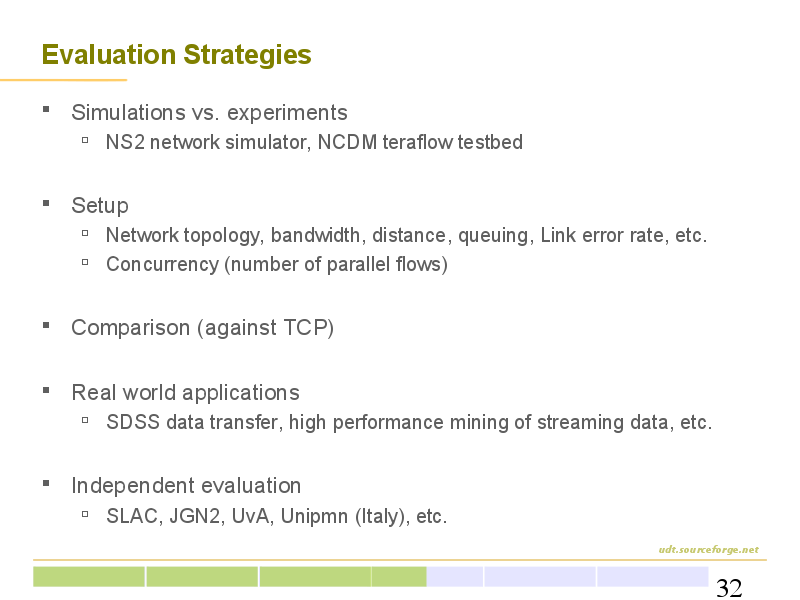 Evaluation Strategies
Simulations vs. experiments
NS2 network simulator, NCDM teraflow testbed
Setup
Network topology, bandwidth, distance, queuing, Link error rate, etc.
Concurrency (number of parallel flows)
Comparison (against TCP)
Real world applications
SDSS data transfer, high performance mining of streaming data, etc.
Independent evaluation
SLAC, JGN2, UvA, Unipmn (Italy), etc.
udt.sourceforge.net
32